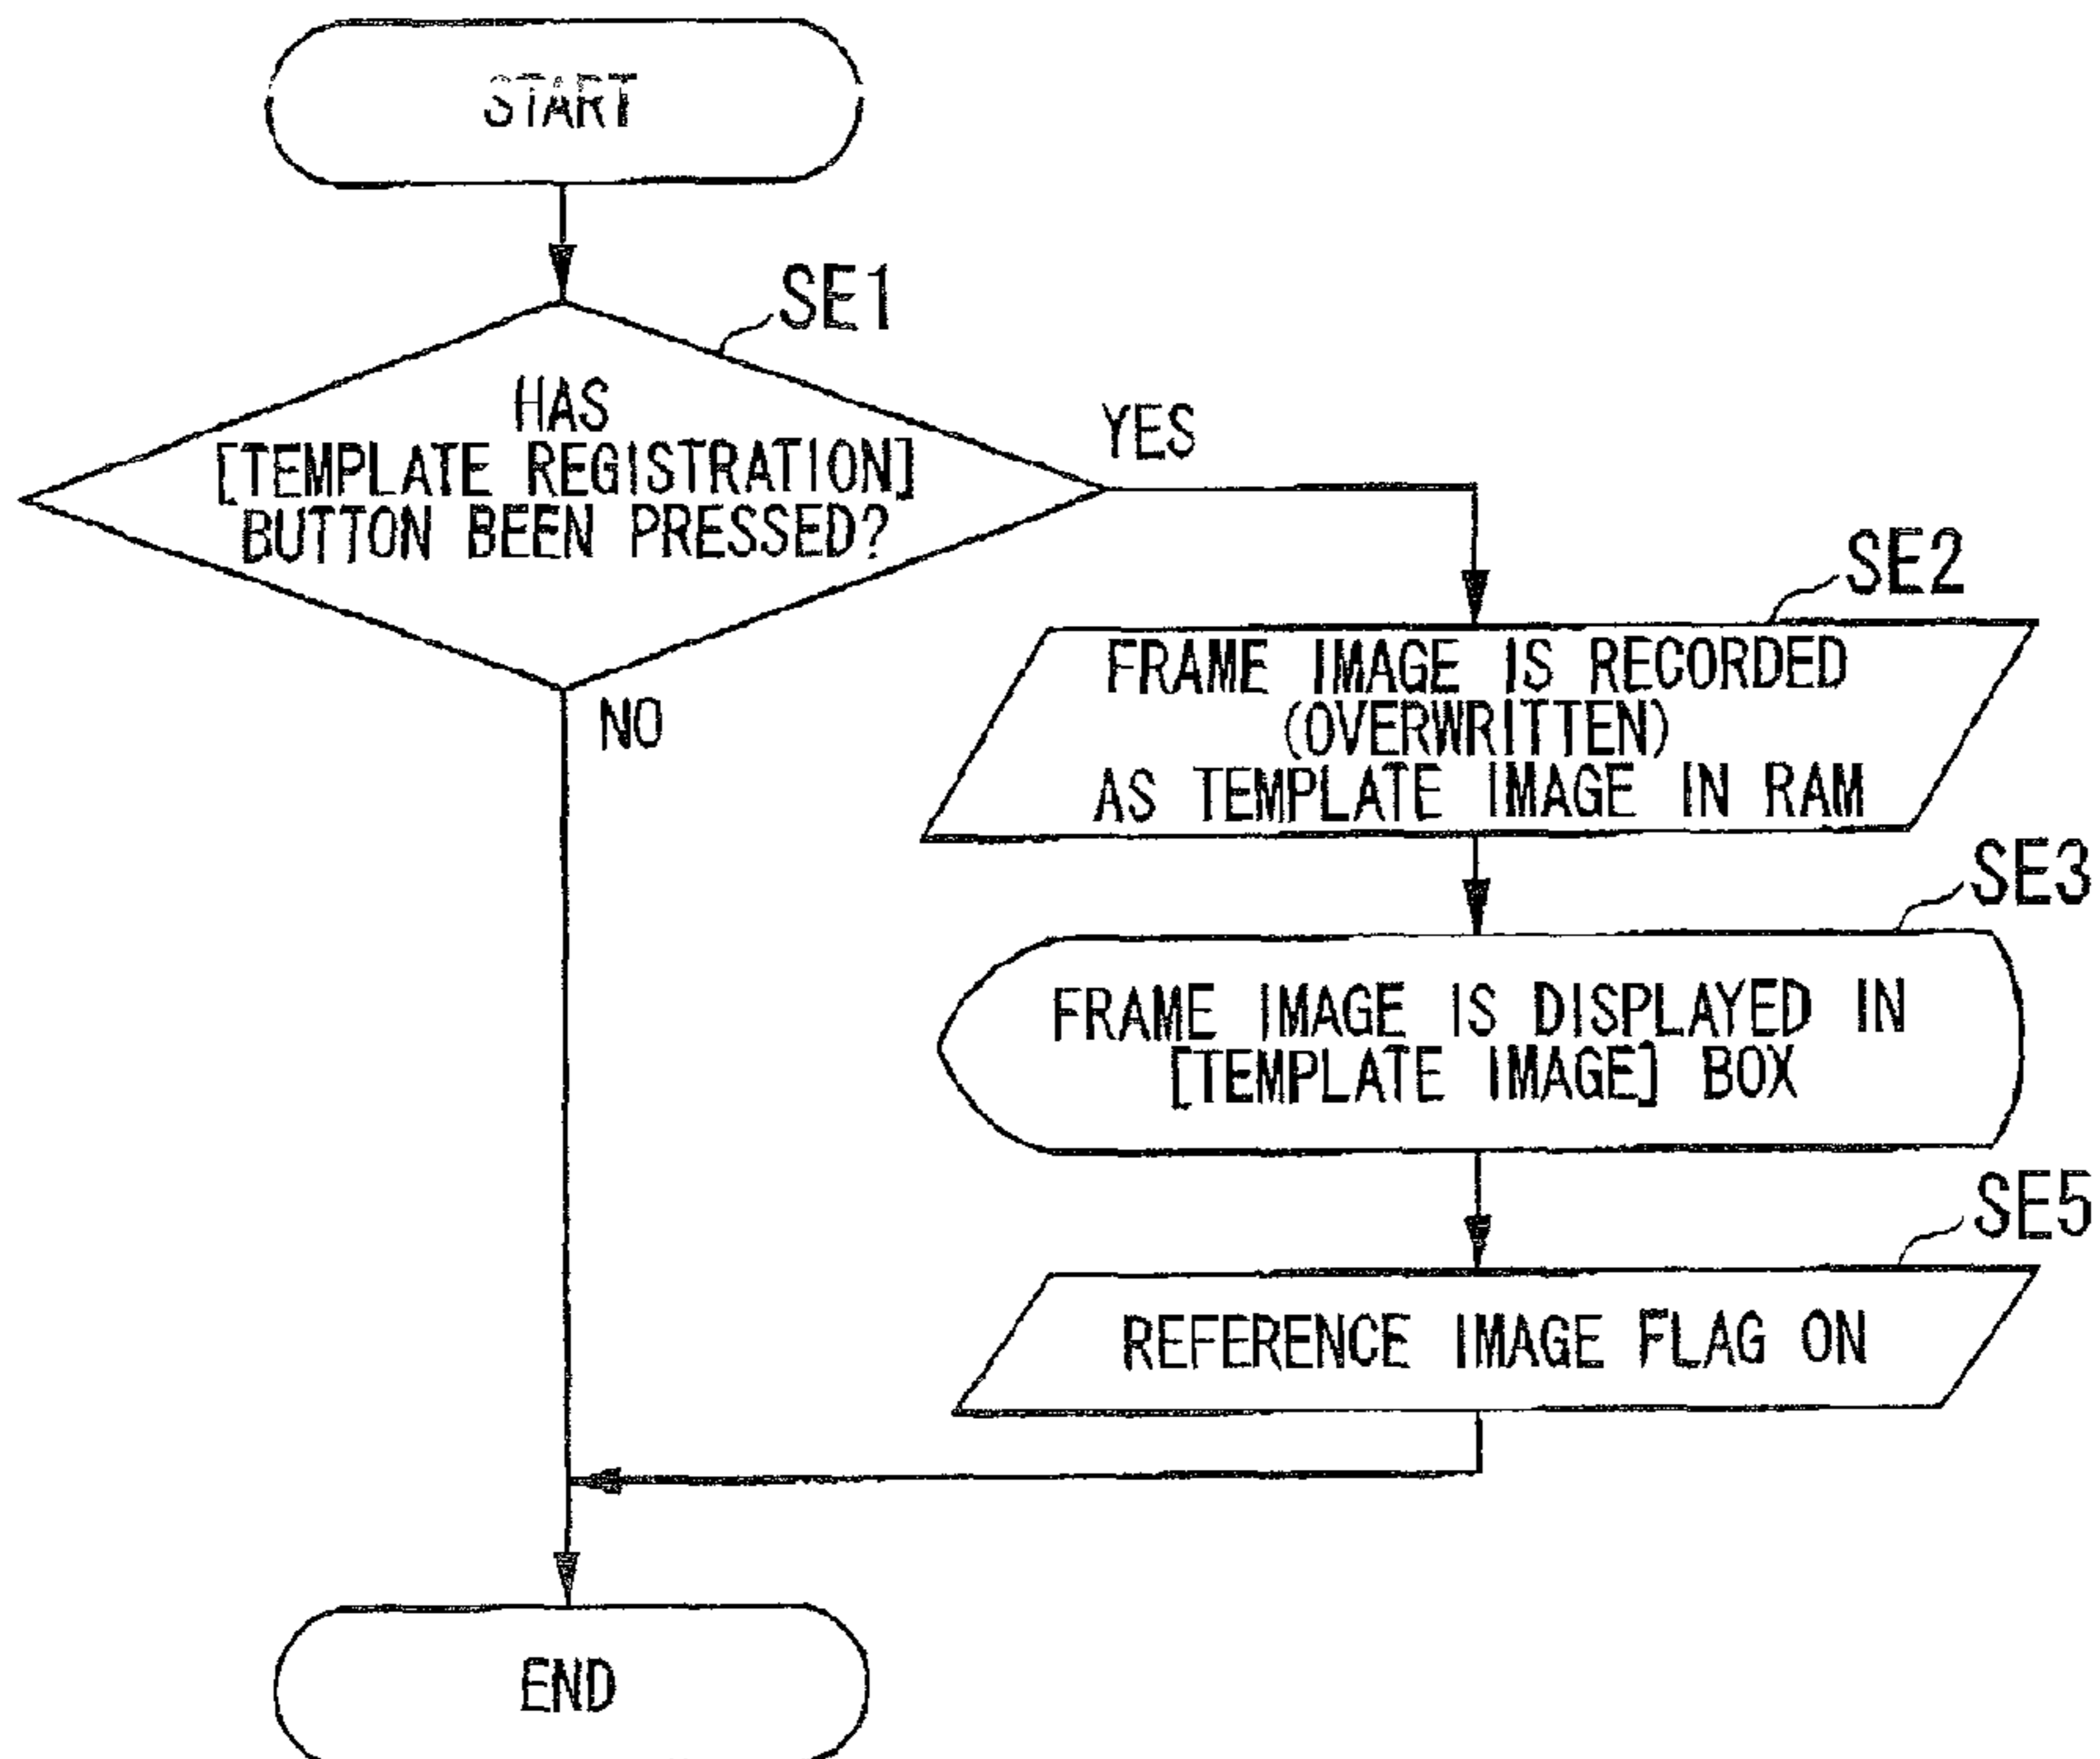 START
SE1
HAS
[TEMPLATE REGISTRATION]
BUTTON BEEN PRESSED?
YES
NO
SE2
FRAME IMAGE IS RECORDED
(OVERWRITTEN)
AS TEMPLATE IMAGE IN RAM
SE3
FRAME IMAGE IS DISPLAYED IN
[TEMPLATE IMAGE] BOX
SE5
REFERENCE IMAGE FLAG ON
END